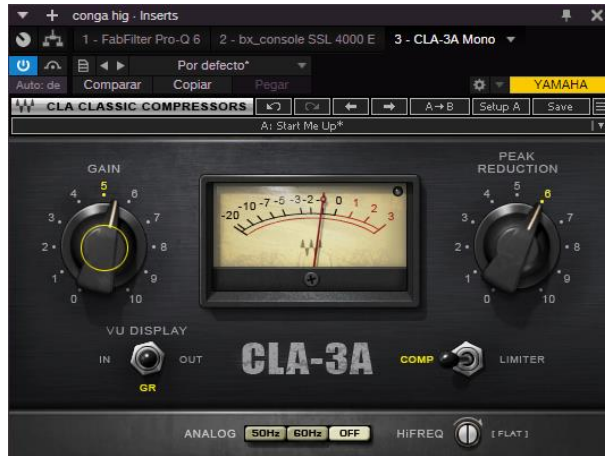 conga hig - Inserts
1 - FabFilter Pro-Q 6 2 - bx_console SSL 4000 E 3 - CLA-3A Mono
Por defecto*
Auto: de Comparar Copiar Pegar YAMAHA
CLA CLASSIC COMPRESSORS A→B Setup A Save
A: Start Me Up*
GAIN
0 1 2 3 4 5 6 7 8 9 10
-20 -10 -7 -5 -3 -2 -1 0 1 2 3
PEAK REDUCTION
0 1 2 3 4 5 6 7 8 9 10
VU DISPLAY
IN OUT
GR
CLA-3A
COMP LIMITER
ANALOG 50Hz 60Hz OFF HiFREQ [ FLAT ]